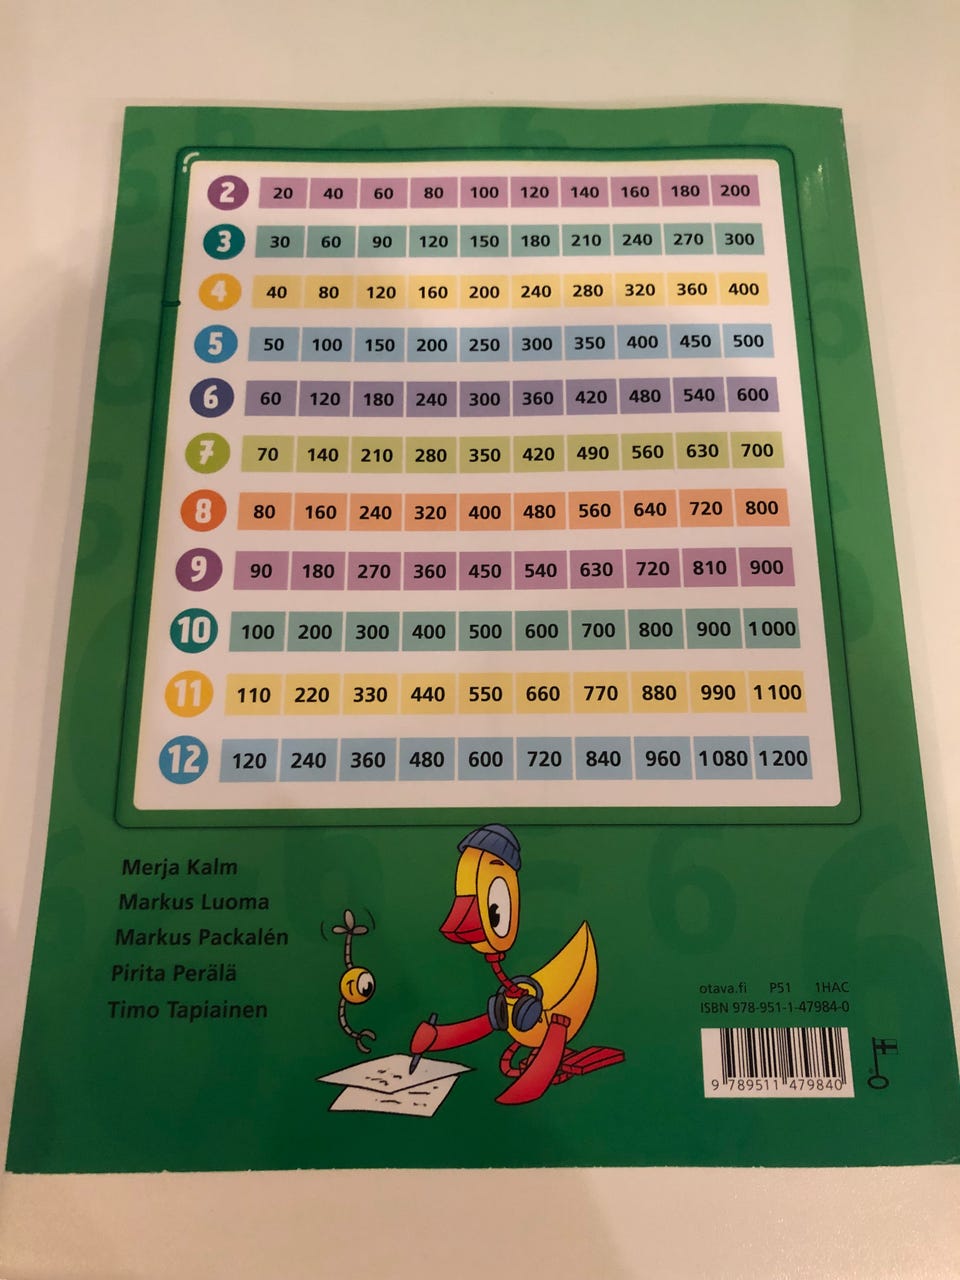 2 20 40 60 80 100 120 140 160 180 200
3 30 60 90 120 150 180 210 240 270 300
4 40 80 120 160 200 240 280 320 360 400
5 50 100 150 200 250 300 350 400 450 500
6 60 120 180 240 300 360 420 480 540 600
7 70 140 210 280 350 420 490 560 630 700
8 80 160 240 320 400 480 560 640 720 800
9 90 180 270 360 450 540 630 720 810 900
10 100 200 300 400 500 600 700 800 900 1 000
11 110 220 330 440 550 660 770 880 990 1 100
12 120 240 360 480 600 720 840 960 1 080 1 200
Merja Kalm
Markus Luoma
Markus Packalén
Pirita Perälä
Timo Tapiainen
otava.fi P51 1HAC
ISBN 978-951-1-47984-0
9 789511 479840